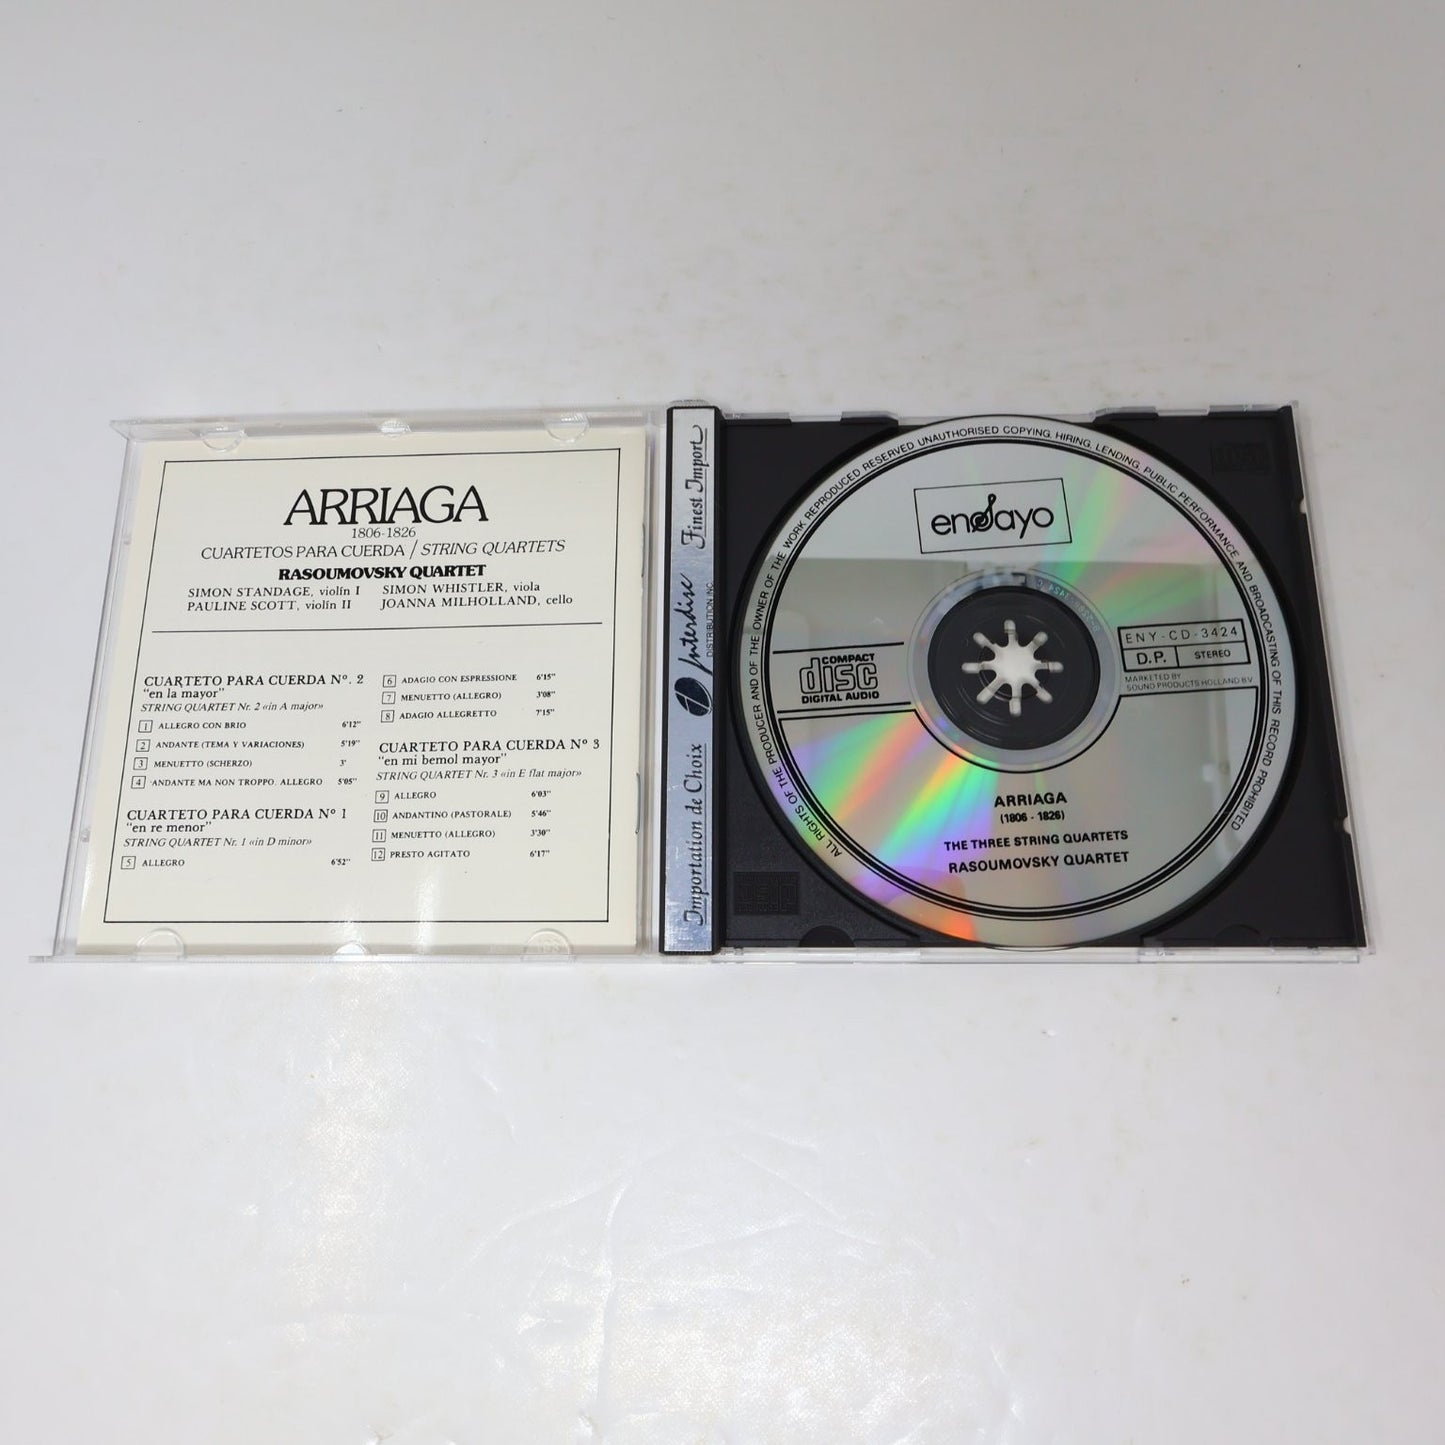 ARRIAGA
1806-1826
CUARTETOS PARA CUERDA / STRING QUARTETS
RASOUMOVSKY QUARTET
SIMON STANDAGE, violín I SIMON WHISTLER, viola
PAULINE SCOTT, violín II JOANNA MILHOLLAND, cello
CUARTETO PARA CUERDA Nº. 2
"en la mayor"
STRING QUARTET Nr. 2 «in A major»
1 ALLEGRO CON BRIO 6'12"
2 ANDANTE (TEMA Y VARIACIONES) 5'19"
3 MENUETTO (SCHERZO) 3'
4 ANDANTE MA NON TROPPO. ALLEGRO 5'05"
CUARTETO PARA CUERDA Nº 1
"en re menor"
STRING QUARTET Nr. 1 «in D minor»
5 ALLEGRO 6'52"
6 ADAGIO CON ESPRESSIONE 6'15"
7 MENUETTO (ALLEGRO) 3'08"
8 ADAGIO ALLEGRETTO 7'15"
CUARTETO PARA CUERDA Nº 3
"en mi bemol mayor"
STRING QUARTET Nr. 3 «in E flat major»
9 ALLEGRO 6'03"
10 ANDANTINO (PASTORALE) 5'46"
11 MENUETTO (ALLEGRO) 3'30"
12 PRESTO AGITATO 6'17"
Importation de Choix
Interdisc
DISTRIBUTION INC.
Finest Import
ALL RIGHTS OF THE PRODUCER AND OF THE OWNER OF THE WORK REPRODUCED RESERVED UNAUTHORISED COPYING, HIRING, LENDING, PUBLIC PERFORMANCE AND BROADCASTING OF THIS RECORD PROHIBITED
ensayo
COMPACT
disc
DIGITAL AUDIO
ENY-CD-3424
D.P. STEREO
MARKETED BY
SOUND PRODUCTS HOLLAND BV
ARRIAGA
(1806 - 1826)
THE THREE STRING QUARTETS
RASOUMOVSKY QUARTET